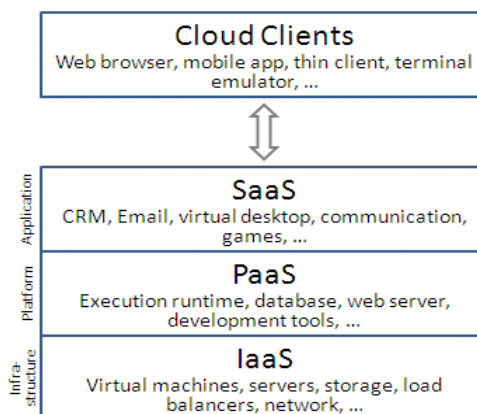 Cloud Clients
Web browser, mobile app, thin client, terminal
emulator, ...
Application
SaaS
CRM, Email, virtual desktop, communication,
games, ...
Platform
PaaS
Execution runtime, database, web server,
development tools, ...
Infra-
structure
IaaS
Virtual machines, servers, storage, load
balancers, network, ...